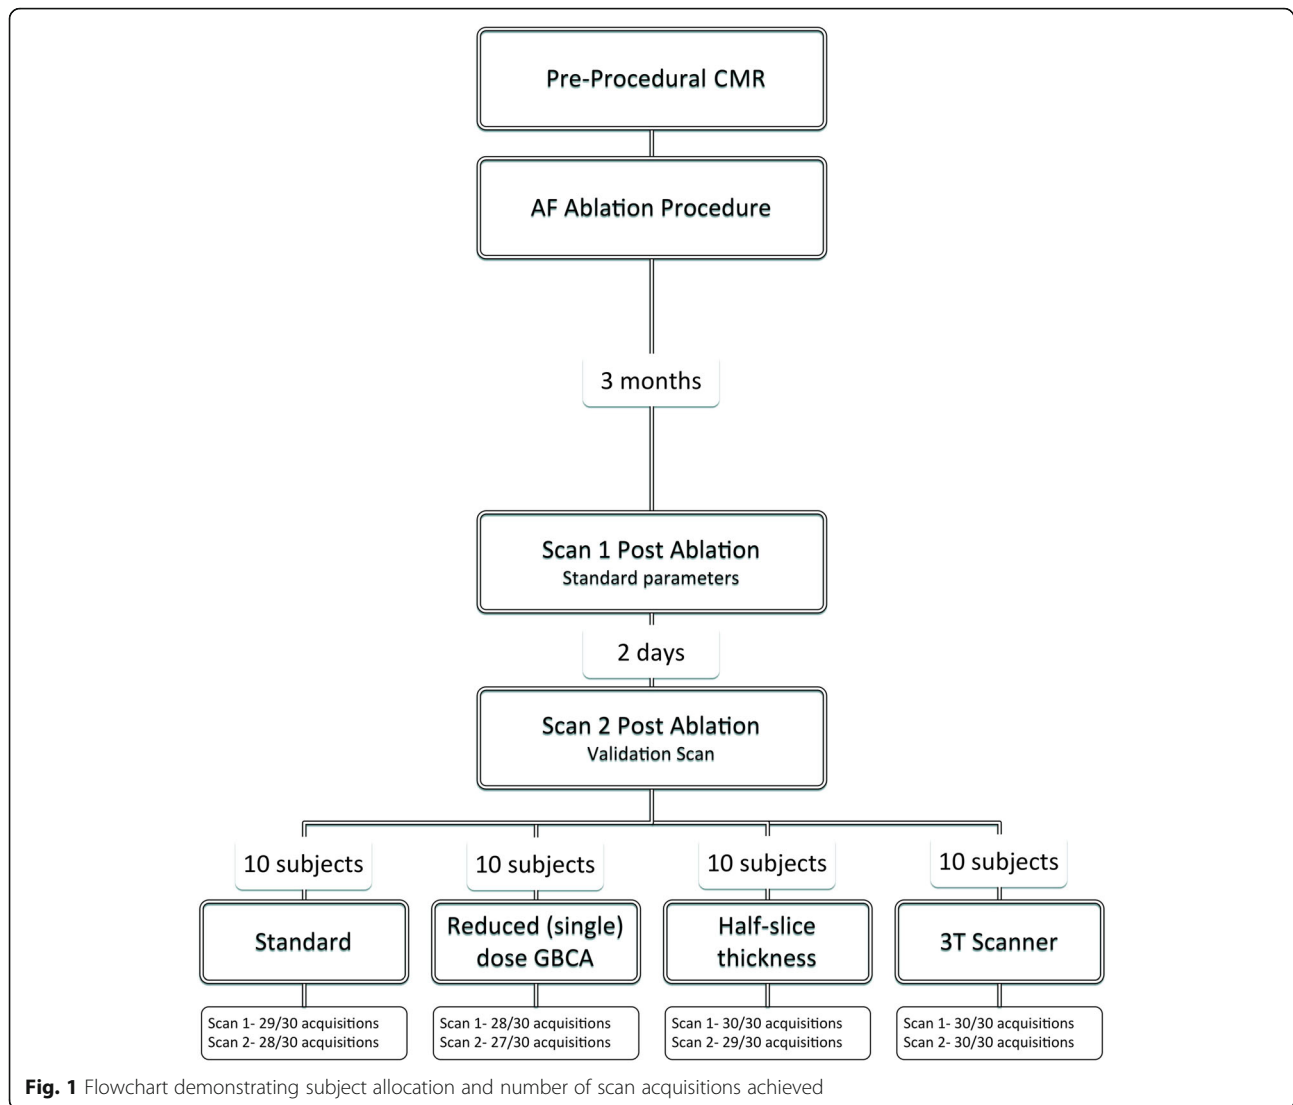 Pre-Procedural CMR
AF Ablation Procedure
3 months
Scan 1 Post Ablation
Standard parameters
2 days
Scan 2 Post Ablation
Validation Scan
10 subjects
10 subjects
10 subjects
10 subjects
Standard
Reduced (single)
dose GBCA
Half-slice
thickness
3T Scanner
Scan 1- 29/30 acquisitions
Scan 2- 28/30 acquisitions
Scan 1- 28/30 acquisitions
Scan 2- 27/30 acquisitions
Scan 1- 30/30 acquisitions
Scan 2- 29/30 acquisitions
Scan 1- 30/30 acquisitions
Scan 2- 30/30 acquisitions
Fig. 1 Flowchart demonstrating subject allocation and number of scan acquisitions achieved